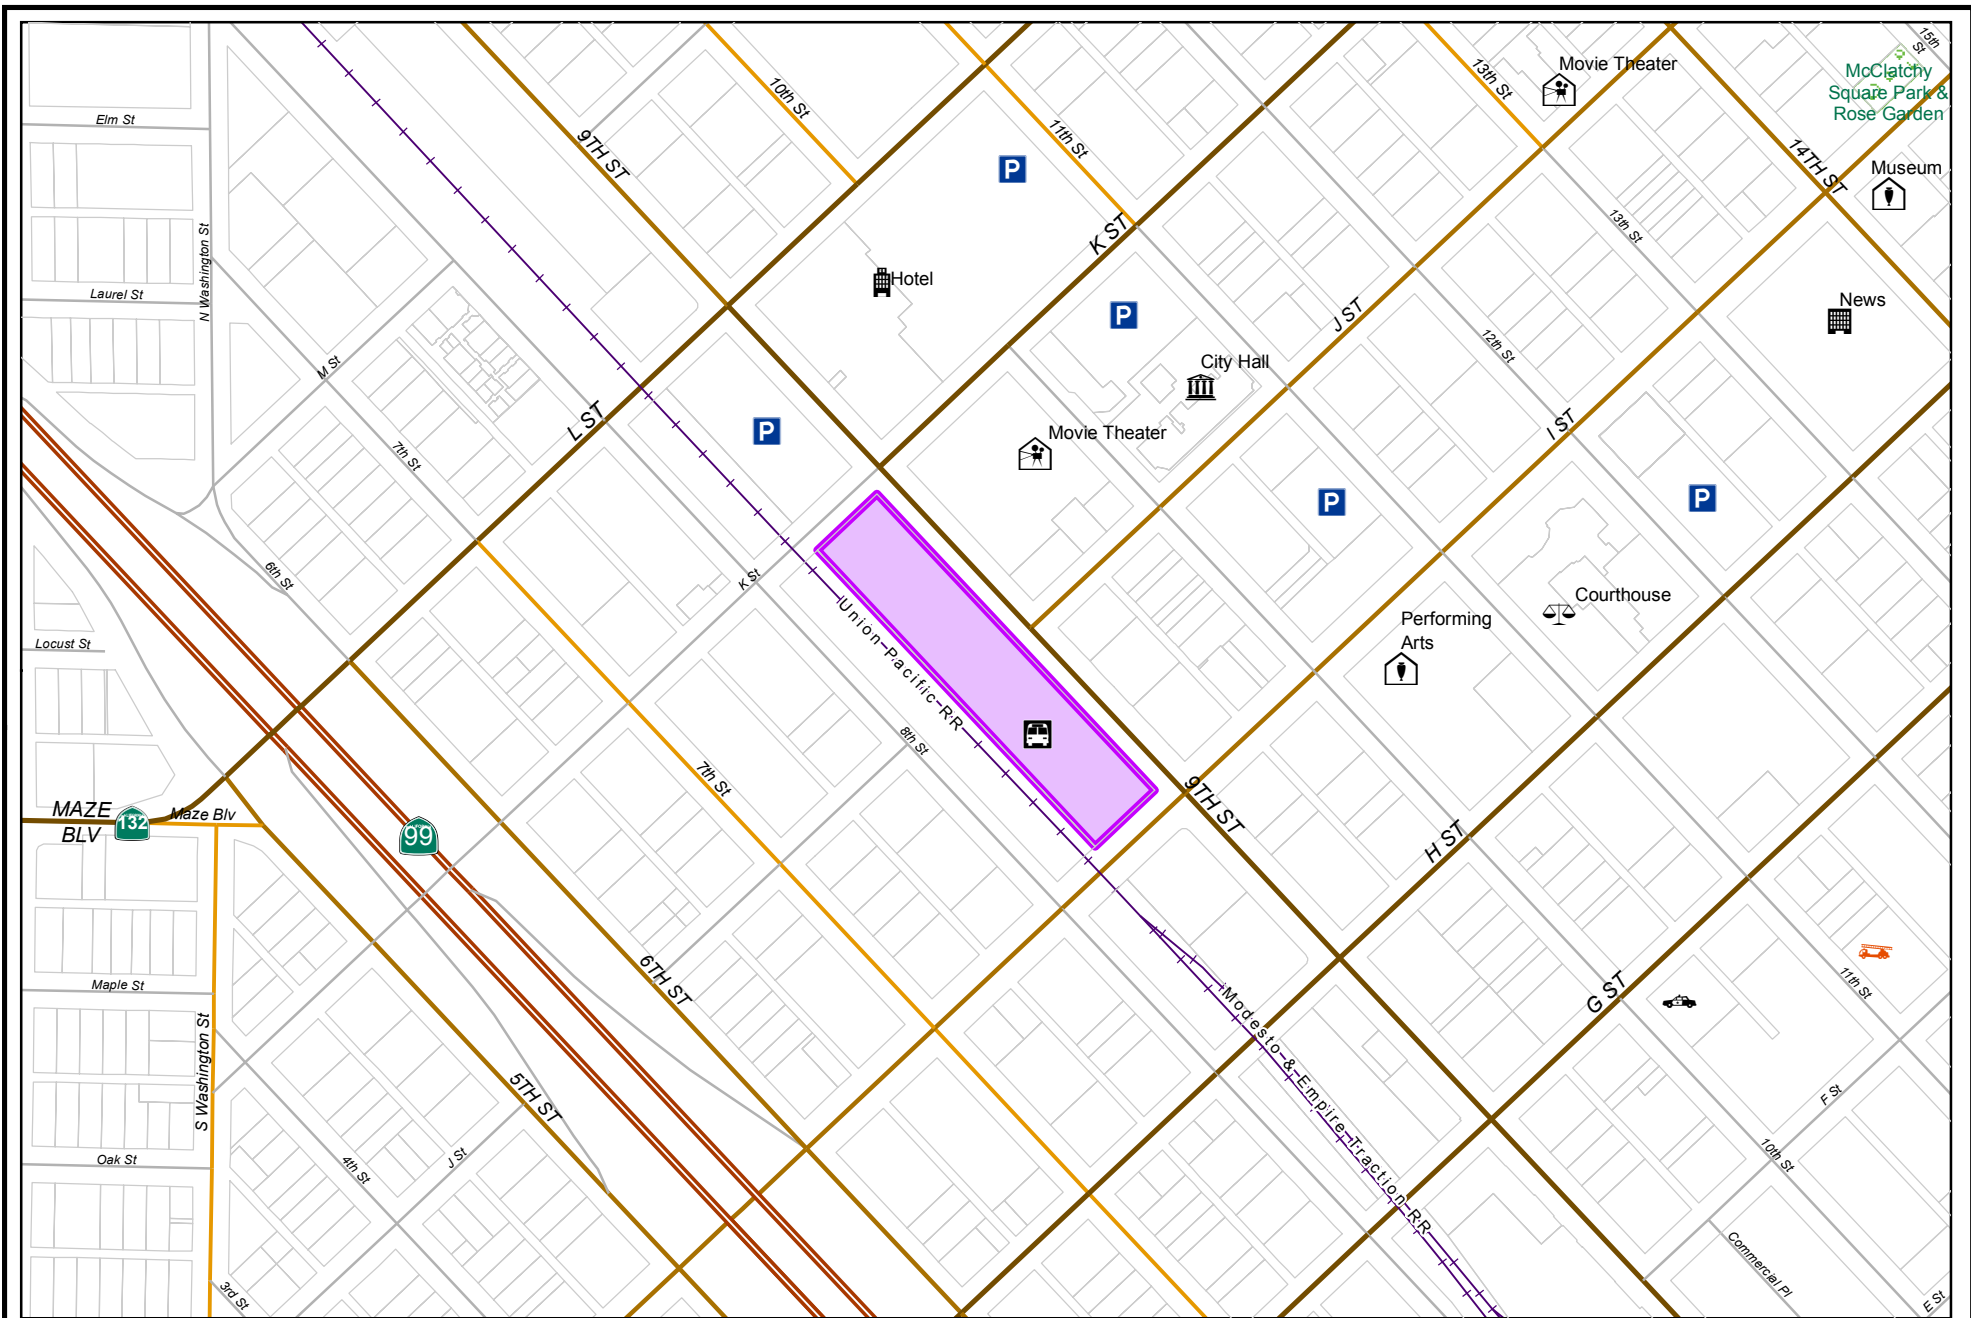 15th
St
McClatchy
Square Park &
Rose Garden
Movie Theater
13th St
10th St
11th St
9TH ST
Elm St
14TH ST
Museum
P
13th St
K ST
N Washington St
Hotel
Laurel St
News
J ST
P
12th St
City Hall
M St
L ST
I ST
P
Movie Theater
7th St
P
P
6th St
K St
Courthouse
Union Pacific RR
Performing
Arts
Locust St
8th St
7th St
9TH ST
MAZE
BLV
132
Maze Blv
99
H ST
6TH ST
G ST
11th St
Maple St
Modesto & Empire Traction RR
S Washington St
5TH ST
F St
Oak St
4th St
J St
10th St
Commercial Pl
3rd St
E St